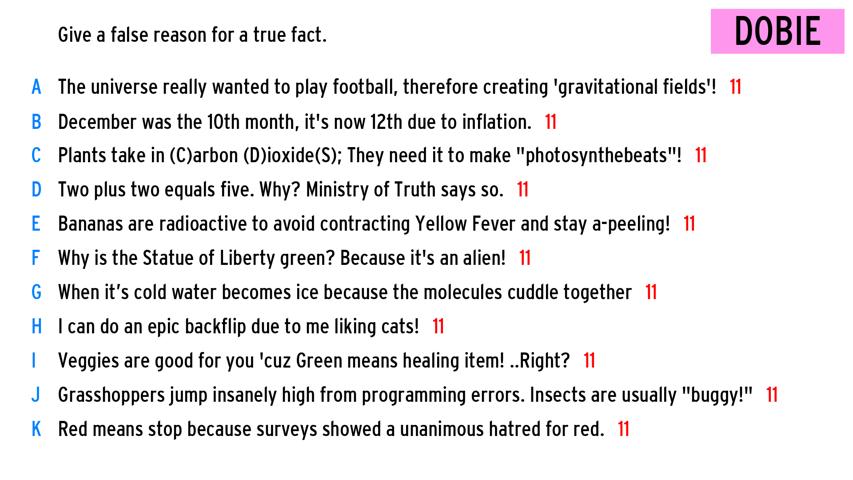 Give a false reason for a true fact.
DOBIE
A The universe really wanted to play football, therefore creating 'gravitational fields'! 11
B December was the 10th month, it's now 12th due to inflation. 11
C Plants take in (C)arbon (D)ioxide(S); They need it to make "photosynthebeats"! 11
D Two plus two equals five. Why? Ministry of Truth says so. 11
E Bananas are radioactive to avoid contracting Yellow Fever and stay a-peeling! 11
F Why is the Statue of Liberty green? Because it's an alien! 11
G When it’s cold water becomes ice because the molecules cuddle together 11
H I can do an epic backflip due to me liking cats! 11
I Veggies are good for you 'cuz Green means healing item! ..Right? 11
J Grasshoppers jump insanely high from programming errors. Insects are usually "buggy!" 11
K Red means stop because surveys showed a unanimous hatred for red. 11